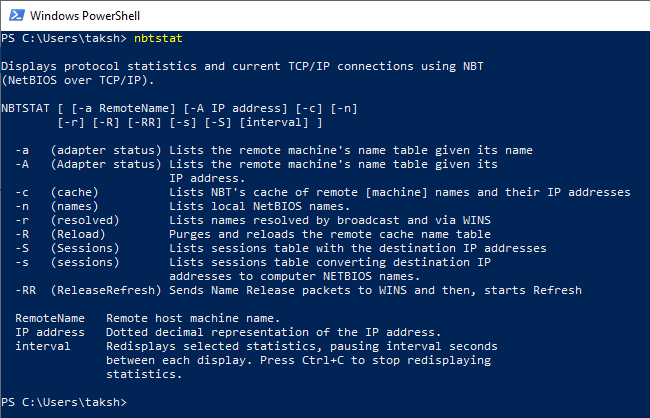 Windows PowerShell
PS C:\Users\taksh> nbtstat
Displays protocol statistics and current TCP/IP connections using NBT
(NetBIOS over TCP/IP).
NBTSTAT [ [-a RemoteName] [-A IP address] [-c] [-n]
[-r] [-R] [-RR] [-s] [-S] [interval] ]
-a (adapter status) Lists the remote machine's name table given its name
-A (Adapter status) Lists the remote machine's name table given its
IP address.
-c (cache) Lists NBT's cache of remote [machine] names and their IP addresses
-n (names) Lists local NetBIOS names.
-r (resolved) Lists names resolved by broadcast and via WINS
-R (Reload) Purges and reloads the remote cache name table
-S (Sessions) Lists sessions table with the destination IP addresses
-s (sessions) Lists sessions table converting destination IP
addresses to computer NETBIOS names.
-RR (ReleaseRefresh) Sends Name Release packets to WINS and then, starts Refresh
RemoteName Remote host machine name.
IP address Dotted decimal representation of the IP address.
interval Redisplays selected statistics, pausing interval seconds
between each display. Press Ctrl+C to stop redisplaying
statistics.
PS C:\Users\taksh>